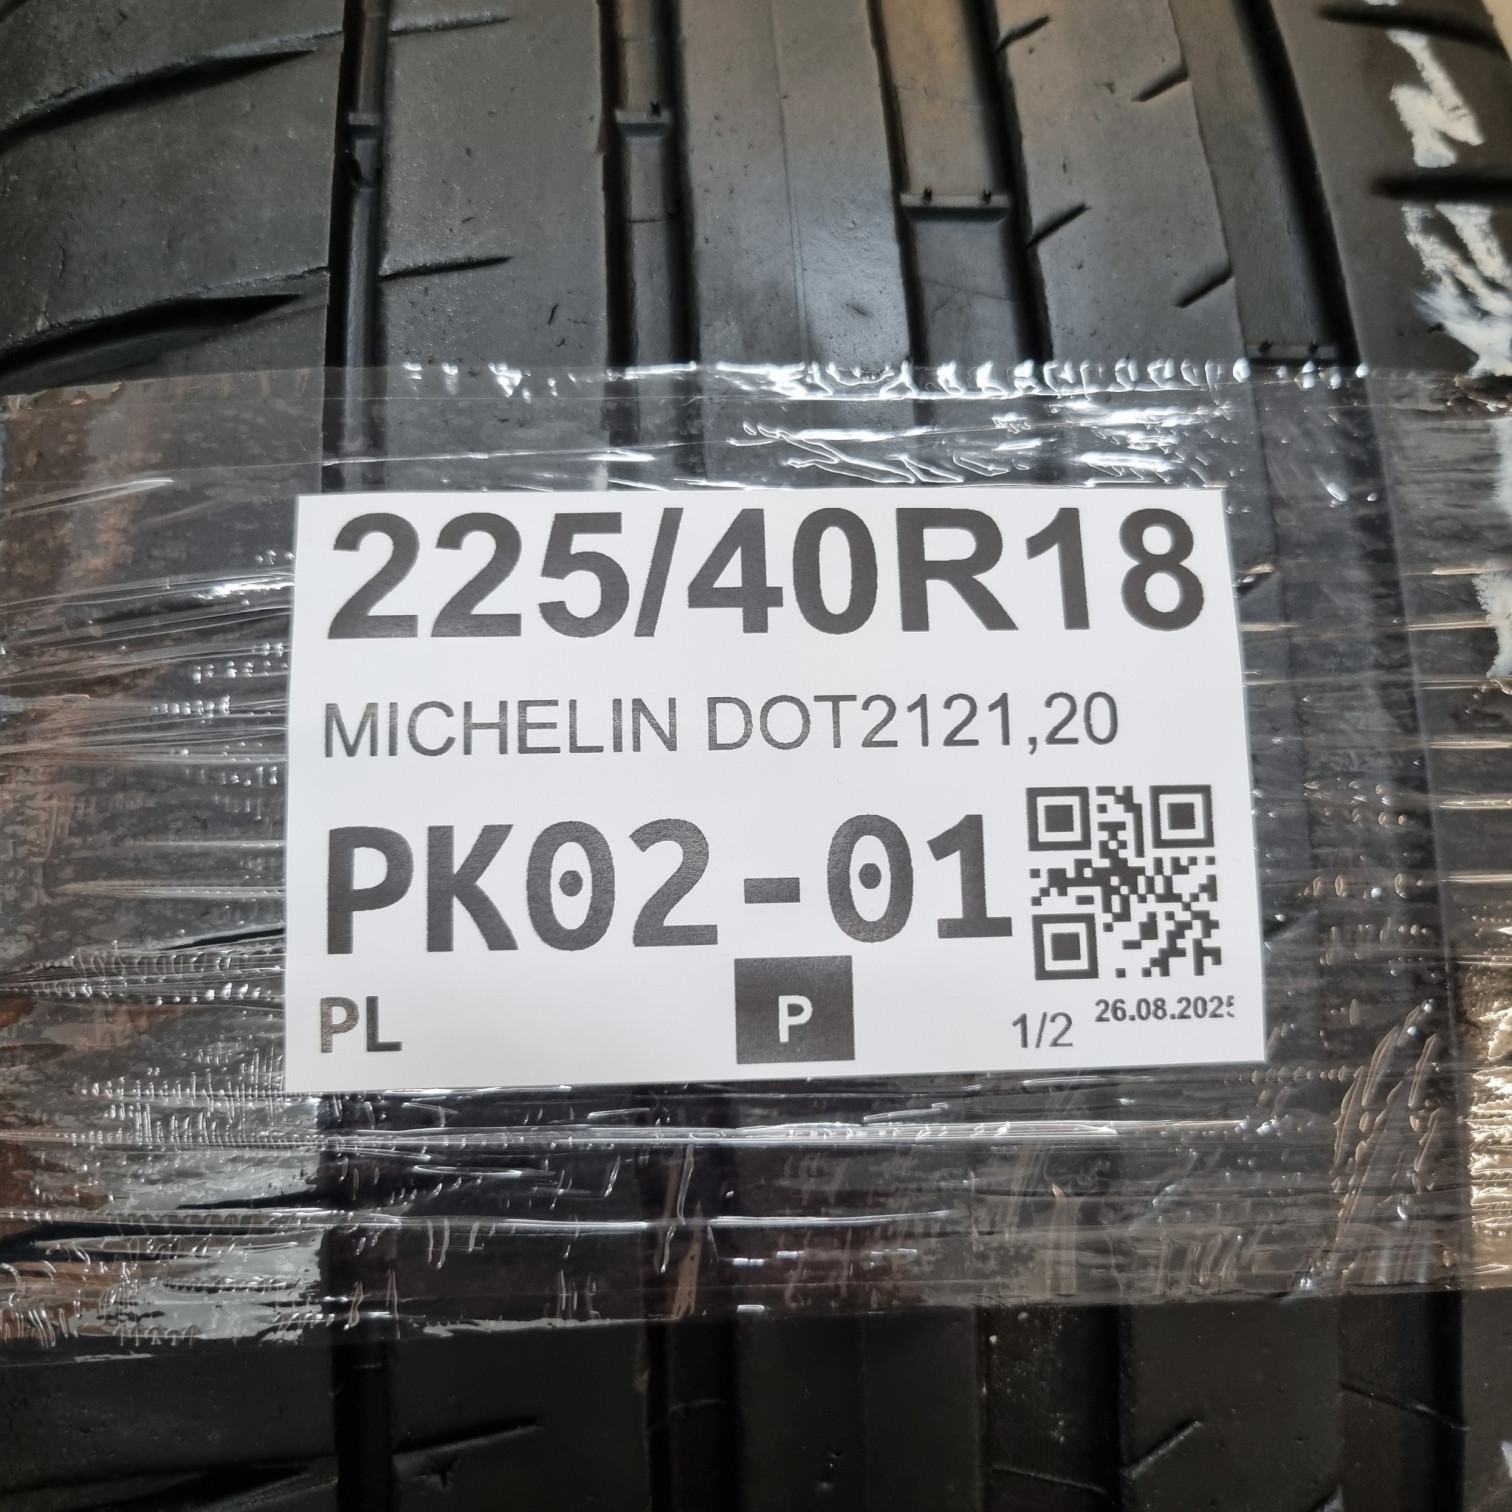 225/40R18
MICHELIN DOT2121,20
PK02-01
PL
P
1/2
26.08.2025